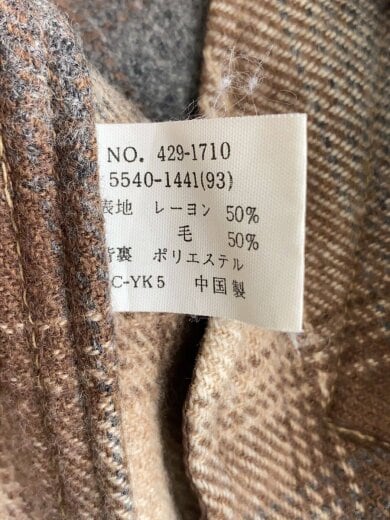 NO. 429-1710
5540-1441(93)
表地 レーヨン 50%
毛 50%
背裏 ポリエステル
C-YK5 中国製